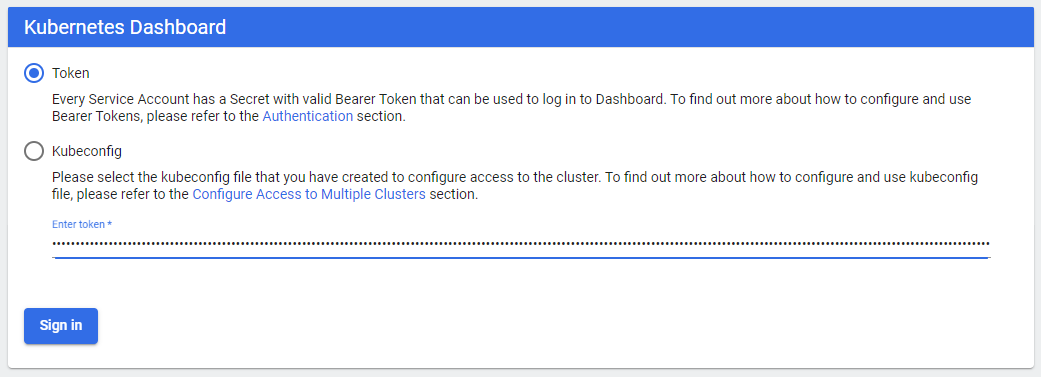 Kubernetes Dashboard
Token
Every Service Account has a Secret with valid Bearer Token that can be used to log in to Dashboard. To find out more about how to configure and use
Bearer Tokens, please refer to the Authentication section.
Kubeconfig
Please select the kubeconfig file that you have created to configure access to the cluster. To find out more about how to configure and use kubeconfig
file, please refer to the Configure Access to Multiple Clusters section.
Enter token *
Sign in